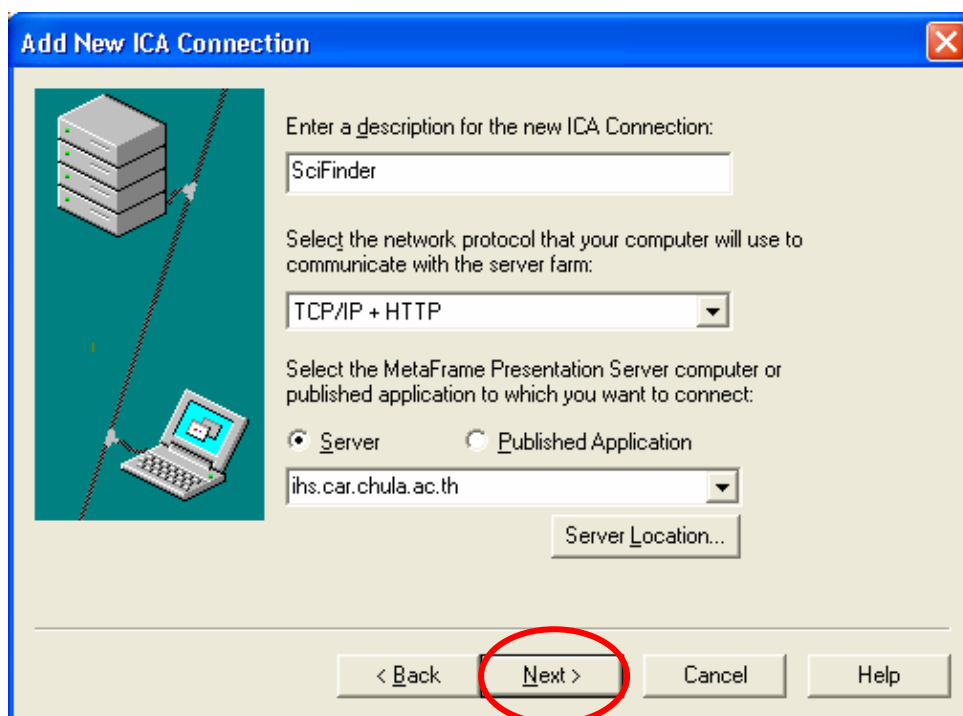 Add New ICA Connection
Enter a description for the new ICA Connection:
SciFinder
Select the network protocol that your computer will use to
communicate with the server farm:
TCP/IP + HTTP
Select the MetaFrame Presentation Server computer or
published application to which you want to connect:
Server Published Application
ihs.car.chula.ac.th
Server Location...
< Back Next > Cancel Help